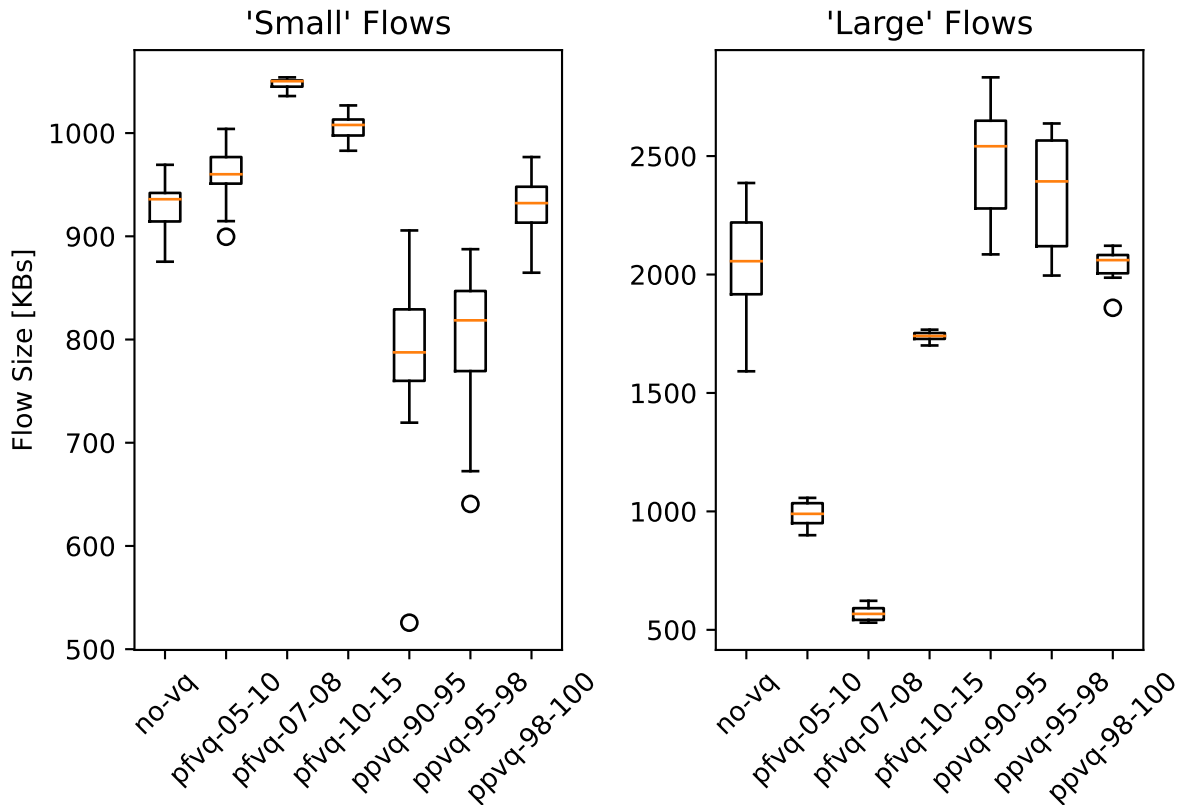 'Small' Flows
Flow Size [KBs]
1000
900
800
700
600
500
no-vq
pfvq-05-10
pfvq-07-08
pfvq-10-15
ppvq-90-95
ppvq-95-98
ppvq-98-100
'Large' Flows
2500
2000
1500
1000
500
no-vq
pfvq-05-10
pfvq-07-08
pfvq-10-15
ppvq-90-95
ppvq-95-98
ppvq-98-100